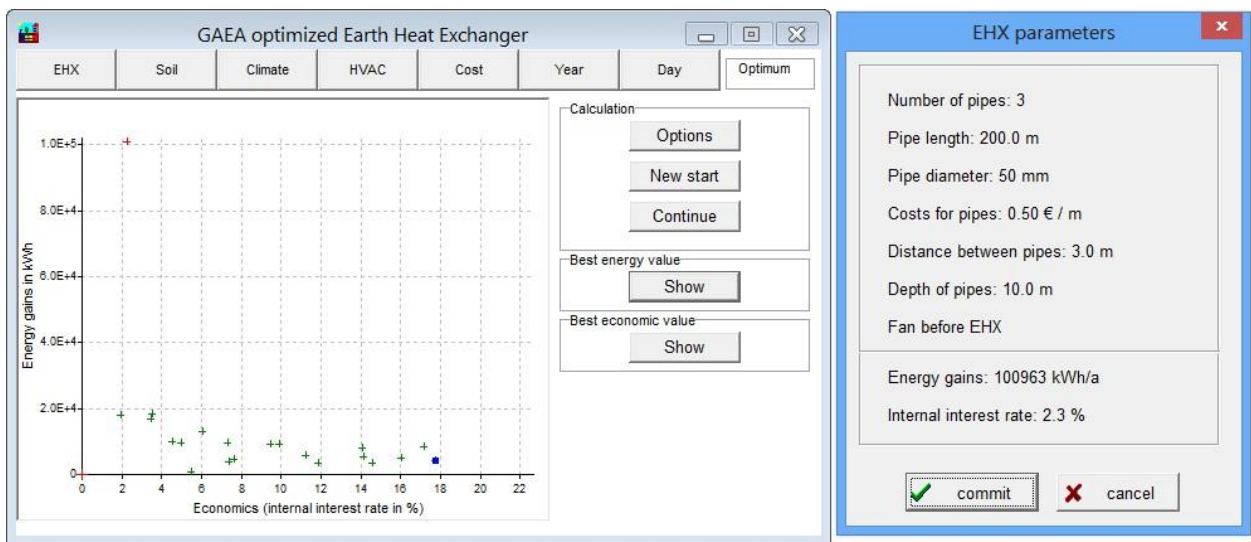 GAEA optimized Earth Heat Exchanger
EHX Soil Climate HVAC Cost Year Day Optimum
Energy gains in kWh
1.0E+5
8.0E+4
6.0E+4
4.0E+4
2.0E+4
0
0 2 4 6 8 10 12 14 16 18 20 22
Economics (internal interest rate in %)
Calculation
Options
New start
Continue
Best energy value
Show
Best economic value
Show
EHX parameters
Number of pipes: 3
Pipe length: 200.0 m
Pipe diameter: 50 mm
Costs for pipes: 0.50 € / m
Distance between pipes: 3.0 m
Depth of pipes: 10.0 m
Fan before EHX
Energy gains: 100963 kWh/a
Internal interest rate: 2.3 %
commit cancel